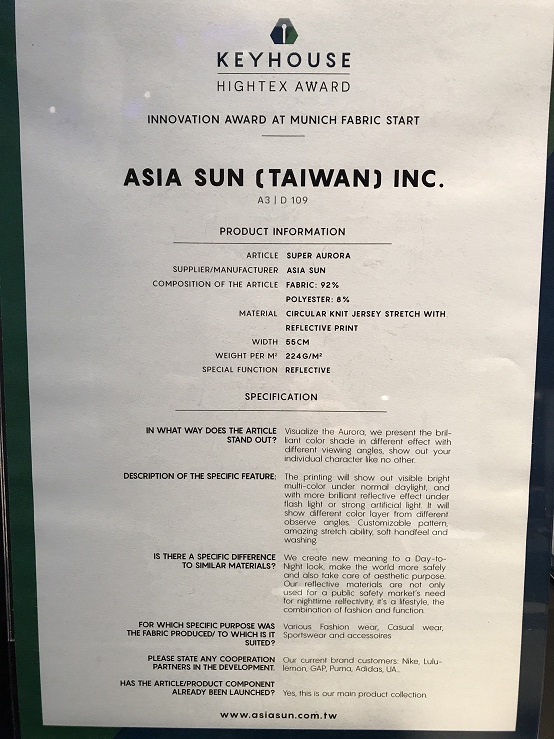 KEYHOUSE
HIGHTEX AWARD
INNOVATION AWARD AT MUNICH FABRIC START
ASIA SUN (TAIWAN) INC.
A3 | D 109
PRODUCT INFORMATION
ARTICLE SUPER AURORA
SUPPLIER/MANUFACTURER ASIA SUN
COMPOSITION OF THE ARTICLE FABRIC: 92%
POLYESTER: 8%
MATERIAL CIRCULAR KNIT JERSEY STRETCH WITH
REFLECTIVE PRINT
WIDTH 55CM
WEIGHT PER M² 224G/M²
SPECIAL FUNCTION REFLECTIVE
SPECIFICATION
IN WHAT WAY DOES THE ARTICLE
STAND OUT?
Visualize the Aurora, we present the bril-
liant color shade in different effect with
different viewing angles, show out your
individual character like no other.
DESCRIPTION OF THE SPECIFIC FEATURE:
The printing will show out visible bright
multi-color under normal daylight, and
with more brilliant reflective effect under
flash light or strong artificial light. It will
show different color layer from different
observe angles. Customizable pattern,
amazing stretch ability, soft handfeel and
washing
IS THERE A SPECIFIC DIFFERENCE
TO SIMILAR MATERIALS?
We create new meaning to a Day-to-
Night look, make the world more safely
and also take care of aesthetic purpose.
Our reflective materials are not only
used for a public safety market's need
for nighttime relfectivity, it's a lifestyle, the
combination of fashion and function.
FOR WHICH SPECIFIC PURPOSE WAS
THE FABRIC PRODUCED/ TO WHICH IS IT
SUITED?
Various Fashion wear, Casual wear,
Sportswear and accessoires
PLEASE STATE ANY COOPERATION
PARTNERS IN THE DEVELOPMENT.
Our current brand customers: Nike, Lulu-
lemon, GAP, Puma, Adidas, UA...
HAS THE ARTICLE/PRODUCT COMPONENT
ALREADY BEEN LAUNCHED?
Yes, this is our main product collection.
www.asiasun.com.tw